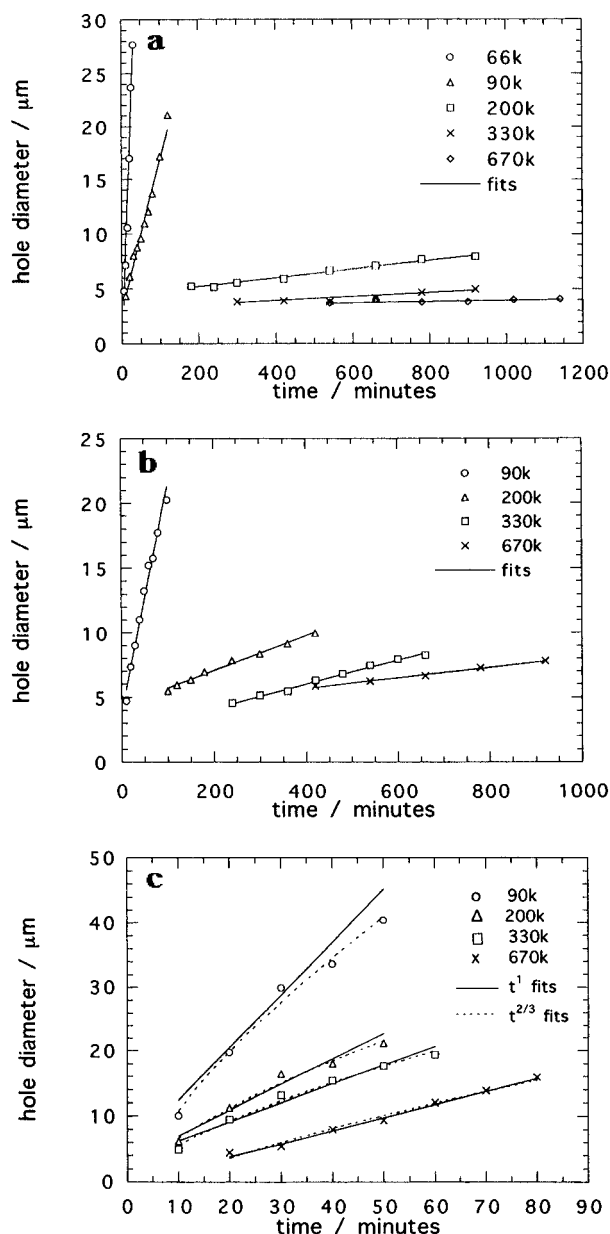 a
hole diameter / μm
30
25
20
15
10
5
0
66k
90k
200k
330k
670k
fits
0 200 400 600 800 1000 1200
time / minutes
b
hole diameter / μm
25
20
15
10
5
0
90k
200k
330k
670k
fits
0 200 400 600 800 1000
time / minutes
c
hole diameter / μm
50
40
30
20
10
0
90k
200k
330k
670k
t¹ fits
t²/³ fits
0 10 20 30 40 50 60 70 80 90
time / minutes